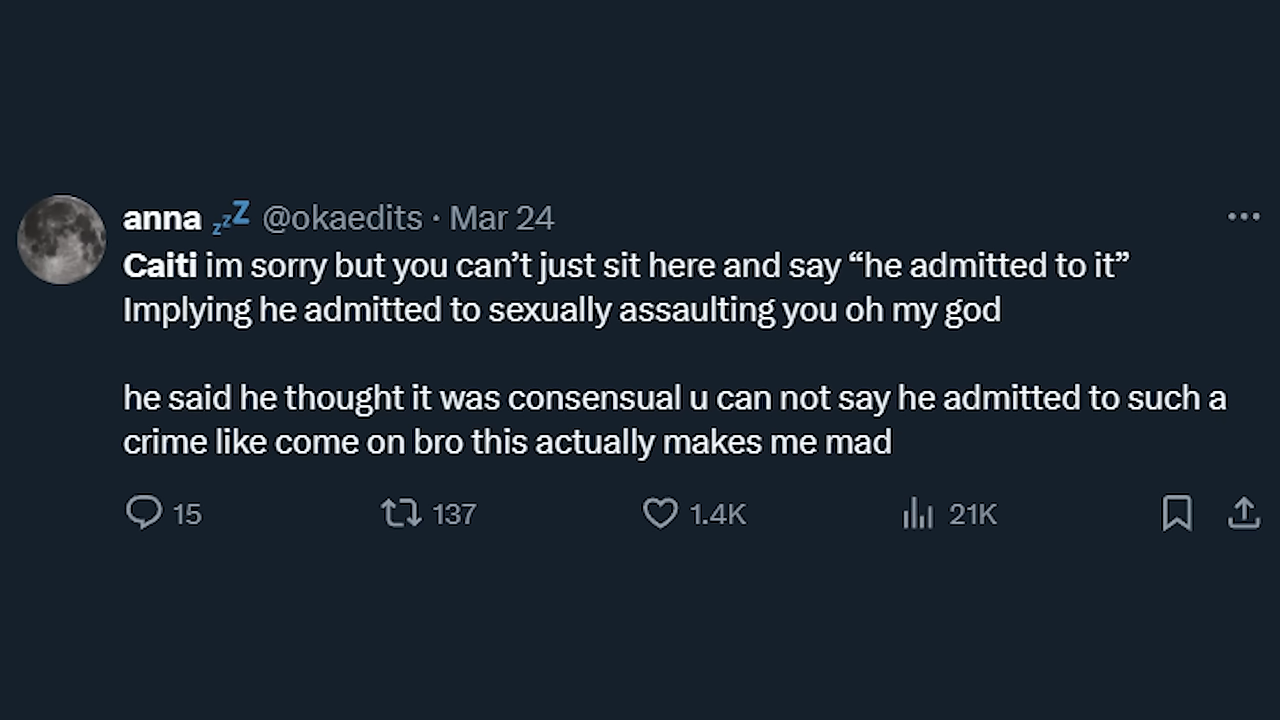 anna 💤 @okaedits · Mar 24
Caiti im sorry but you can’t just sit here and say “he admitted to it”
Implying he admitted to sexually assaulting you oh my god
he said he thought it was consensual u can not say he admitted to such a
crime like come on bro this actually makes me mad
15 137 1.4K 21K